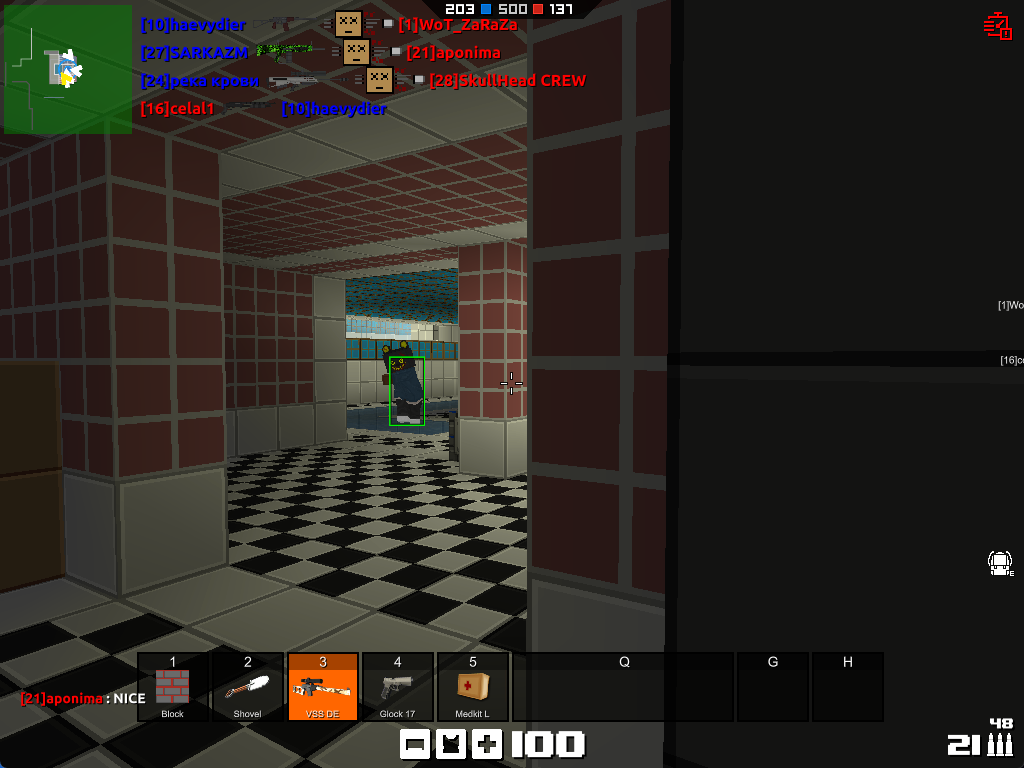 203 500 137
[10]haevydier [1]WoT_ZaRaZa
[27]SARKAZM [21]aponima
[24]река крови [28]SkullHead CREW
[16]celal1 [10]haevydier
[1]Wo
[16]ce
E
1 2 3 4 5 Q G H
Block Shovel VSS DE Glock 17 Medkit L
[21]aponima : NICE
100
48
21